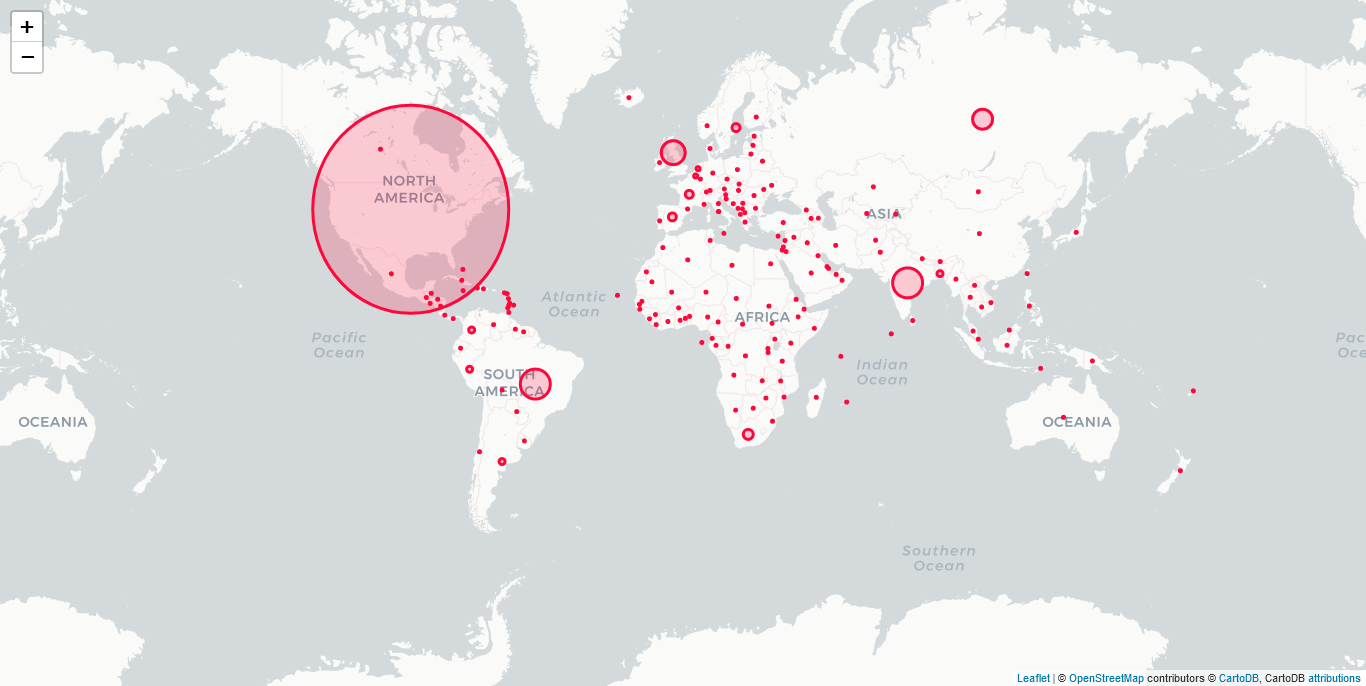 +
−
NORTH
AMERICA
ASIA
Atlantic
Ocean
AFRICA
Pacific
Ocean
Pac
Oce
Indian
Ocean
SOUTH
AMERICA
OCEANIA
OCEANIA
Southern
Ocean
Leaflet | © OpenStreetMap contributors © CartoDB, CartoDB attributions